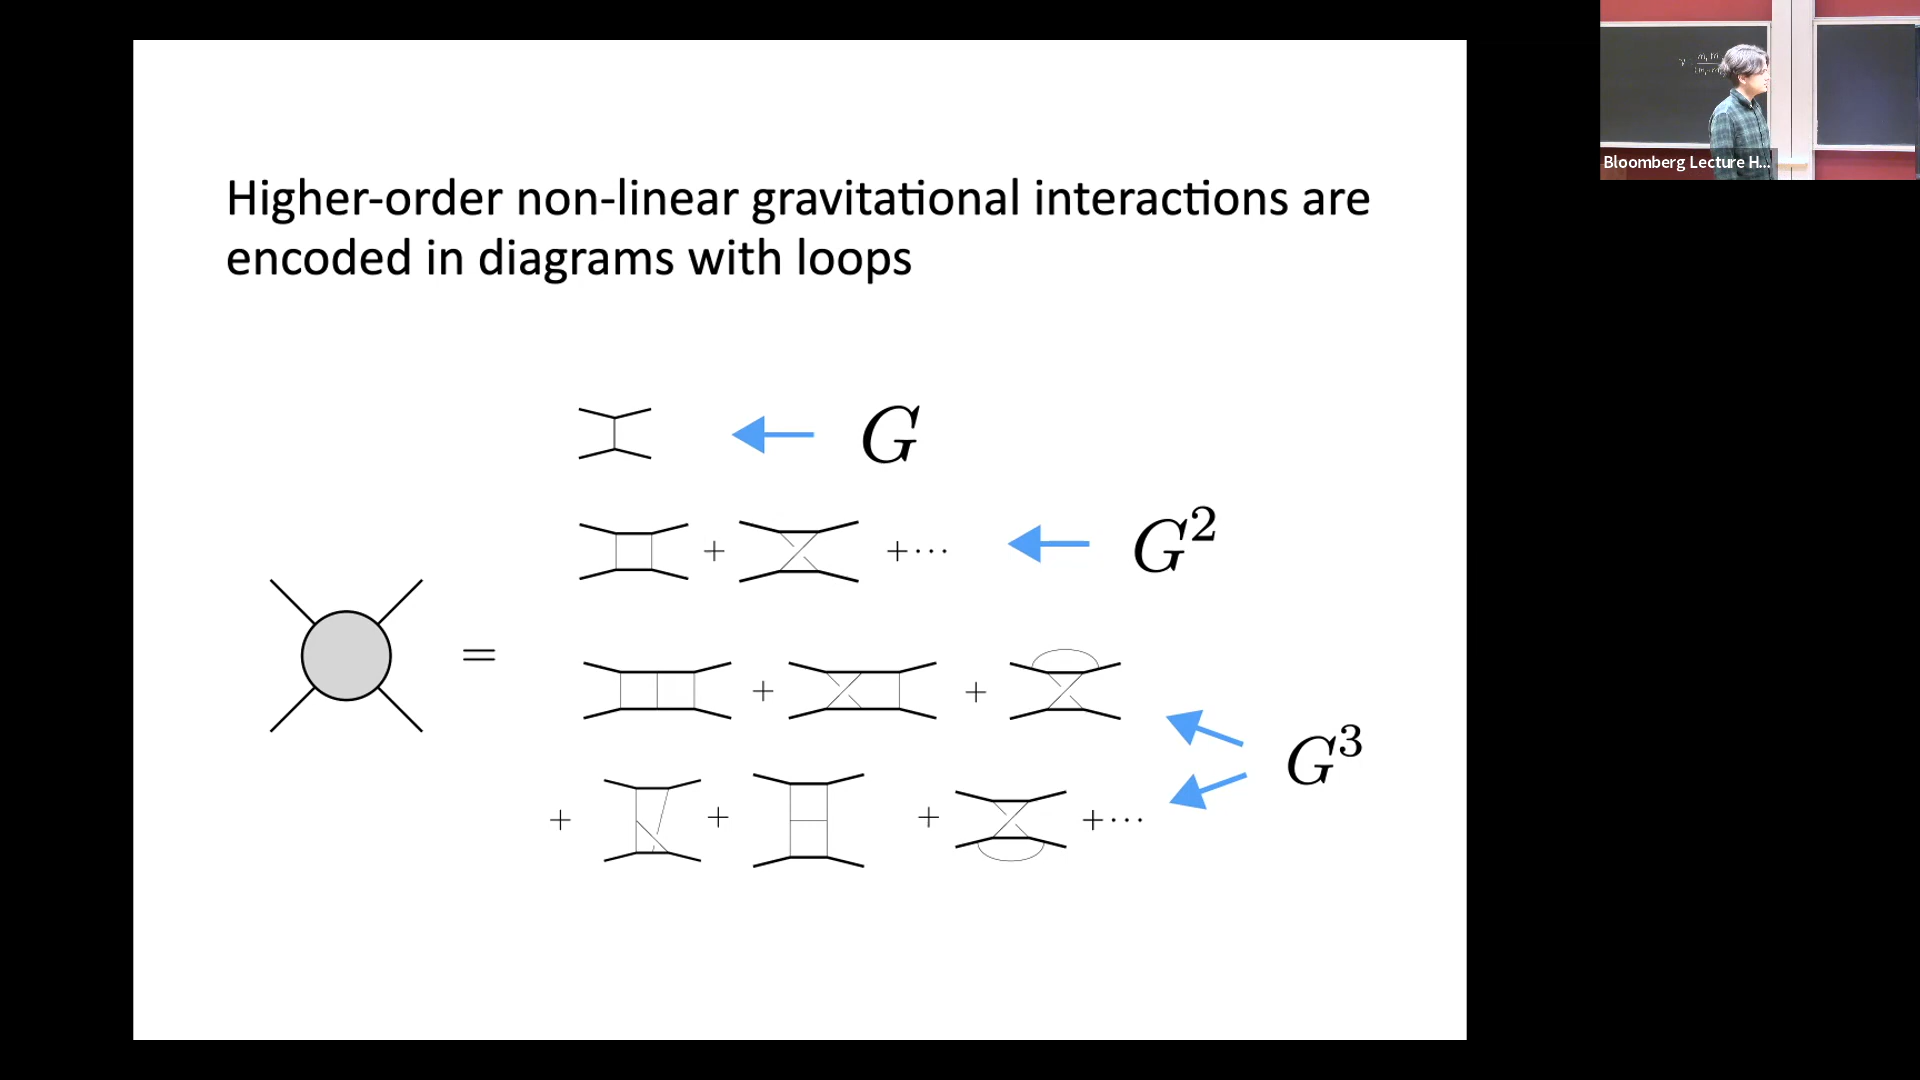 Higher-order non-linear gravitational interactions are
encoded in diagrams with loops
G
+ +⋯ G²
=
+ +
G³
+ + + +⋯
Bloomberg Lecture H...